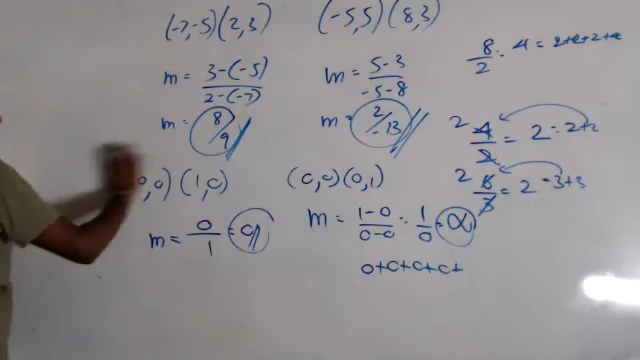 (-7,-5)(2,3)
m = 3-(-5) / 2-(-7)
m = 8/9
(-5,5)(8,3)
m = 5-3 / -5-8
m = 2/-13
8/2 = 4 = 2+2+2+2
2 4/2 = 2 = 2+2
2 6/3 = 2 = 3+3
,0)(1,0)
m = 0/1 = 0
(0,0)(0,1)
m = 1-0 / 0-0 = 1/0 = α
0+0+0+0+